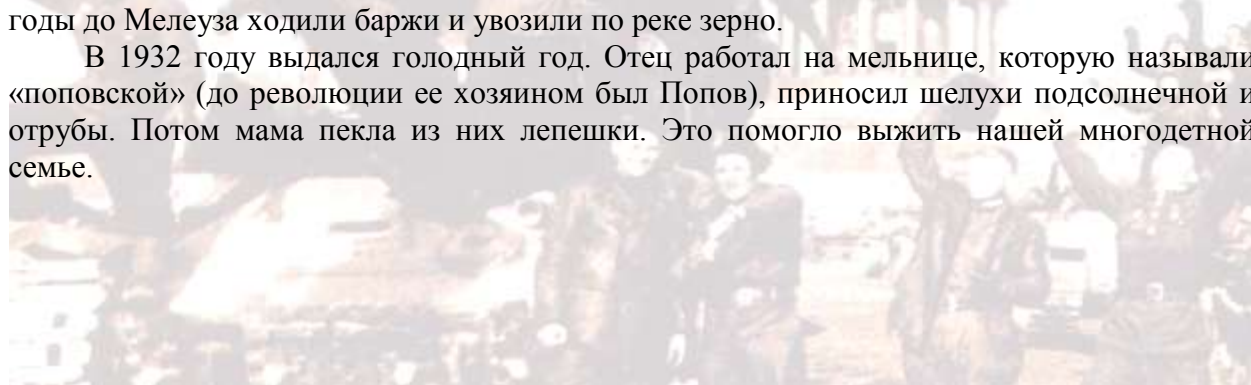 годы до Мелеуза ходили баржи и увозили по реке зерно.
В 1932 году выдался голодный год. Отец работал на мельнице, которую называли
«поповской» (до революции ее хозяином был Попов), приносил шелухи подсолнечной и
отрубы. Потом мама пекла из них лепешки. Это помогло выжить нашей многодетной
семье.